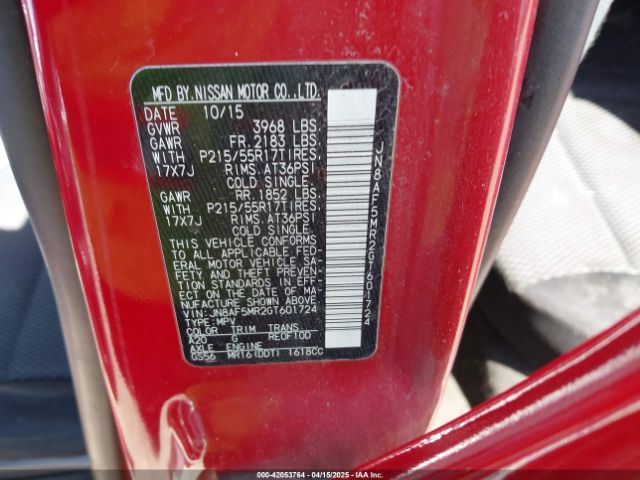 MFD BY.NISSAN MOTOR CO.,LTD.
DATE 10/15
GVWR 3968 LBS.
GAWR FR.2183 LBS.
WITH P215/55R17TIRES.
17X7J RIMS.AT36PSI
COLD SINGLE.
GAWR RR.1852 LBS.
WITH P215/55R17TIRES.
17X7J RIMS.AT36PSI
COLD SINGLE.
THIS VEHICLE CONFORMS
TO ALL APPLICABLE FED-
ERAL MOTOR VEHICLE SA-
FETY AND THEFT PREVEN-
TION STANDARDS IN EFF-
ECT ON THE DATE OF MA-
NUFACTURE SHOWN ABOVE.
VIN:JN8AF5MR2GT601724
TYPE:MPV
COLOR TRIM TRANS
A20 G RE0F10D
AXLE ENGINE
GS56 MR16(DDT) 1618CC
JN8AF5MR2GT601724
000-42053764 - 04/15/2025 - IAA Inc.